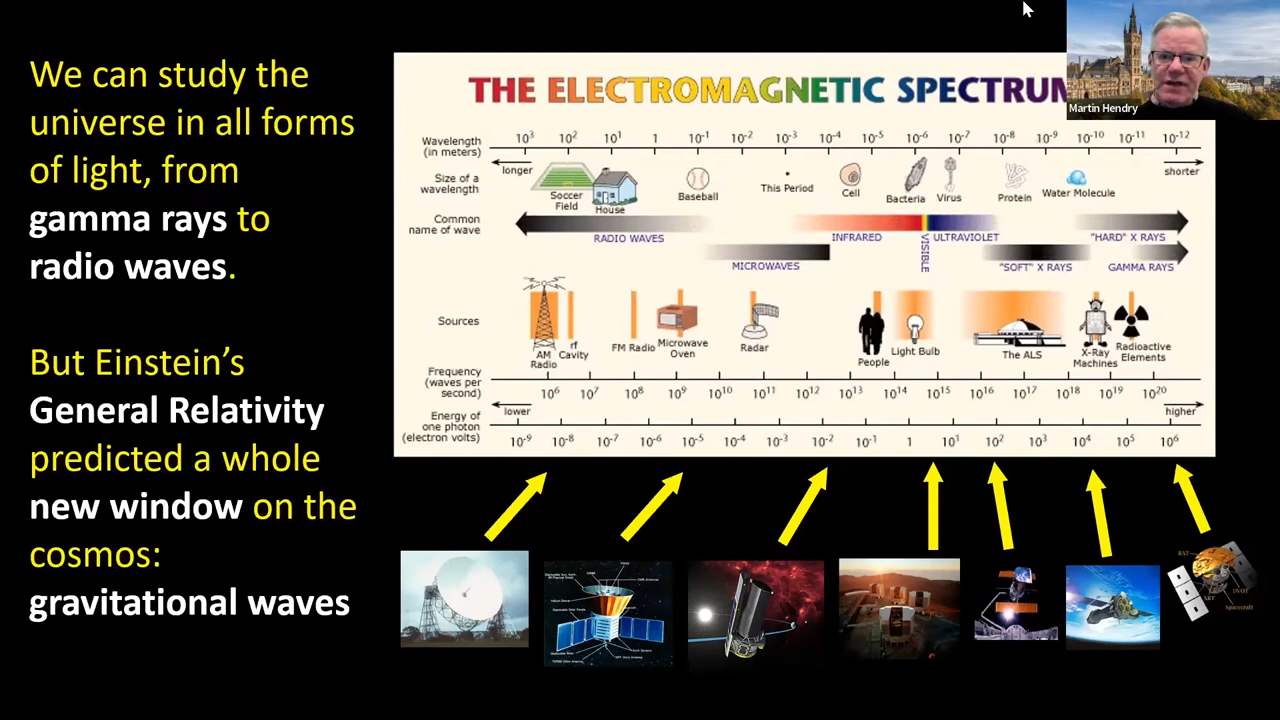 We can study the
universe in all forms
of light, from
gamma rays to
radio waves.
But Einstein's
General Relativity
predicted a whole
new window on the
cosmos:
gravitational waves
Martin Hendry
THE ELECTROMAGNETIC SPECTRUM
Wavelength
(in meters)
10³ 10² 10¹ 1 10⁻¹ 10⁻² 10⁻³ 10⁻⁴ 10⁻⁵ 10⁻⁶ 10⁻⁷ 10⁻⁸ 10⁻⁹ 10⁻¹⁰ 10⁻¹¹ 10⁻¹²
longer
shorter
Size of a
wavelength
Soccer
Field
House
Baseball
This Period
Cell
Bacteria
Virus
Protein
Water Molecule
Common
name of wave
RADIO WAVES
INFRARED
VISIBLE
ULTRAVIOLET
"HARD" X RAYS
MICROWAVES
"SOFT" X RAYS
GAMMA RAYS
Sources
AM
Radio
rf
Cavity
FM Radio
Microwave
Oven
Radar
People
Light Bulb
The ALS
X-Ray
Machines
Radioactive
Elements
Frequency
(waves per
second)
10⁶ 10⁷ 10⁸ 10⁹ 10¹⁰ 10¹¹ 10¹² 10¹³ 10¹⁴ 10¹⁵ 10¹⁶ 10¹⁷ 10¹⁸ 10¹⁹ 10²⁰
lower
higher
Energy of
one photon
(electron volts)
10⁻⁹ 10⁻⁸ 10⁻⁷ 10⁻⁶ 10⁻⁵ 10⁻⁴ 10⁻³ 10⁻² 10⁻¹ 1 10¹ 10² 10³ 10⁴ 10⁵ 10⁶
BAT
XRT
UVOT
Spacecraft